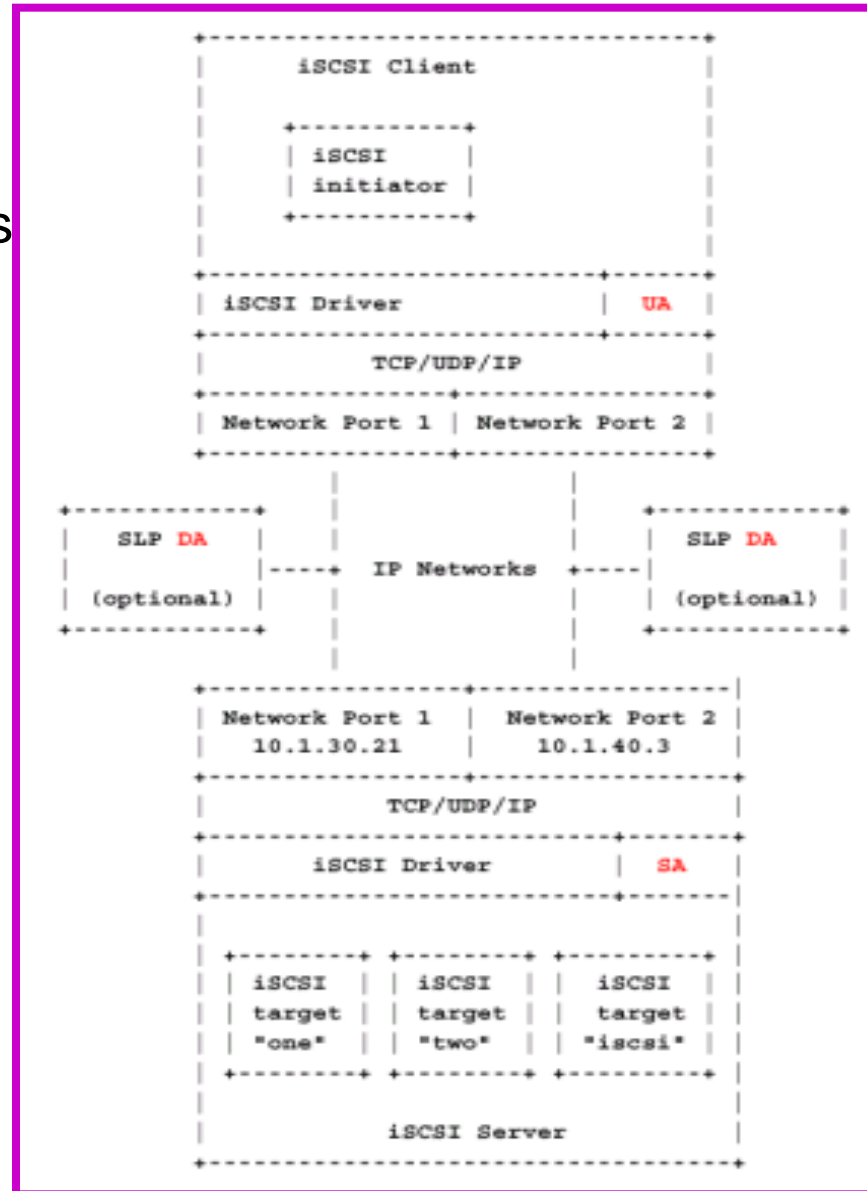 iSCSI Client
iSCSI
initiator
s
iSCSI Driver UA
TCP/UDP/IP
Network Port 1 Network Port 2
SLP DA SLP DA
IP Networks
(optional) (optional)
Network Port 1 Network Port 2
10.1.30.21 10.1.40.3
TCP/UDP/IP
iSCSI Driver SA
iSCSI iSCSI iSCSI
target target target
"one" "two" "iscsi"
iSCSI Server